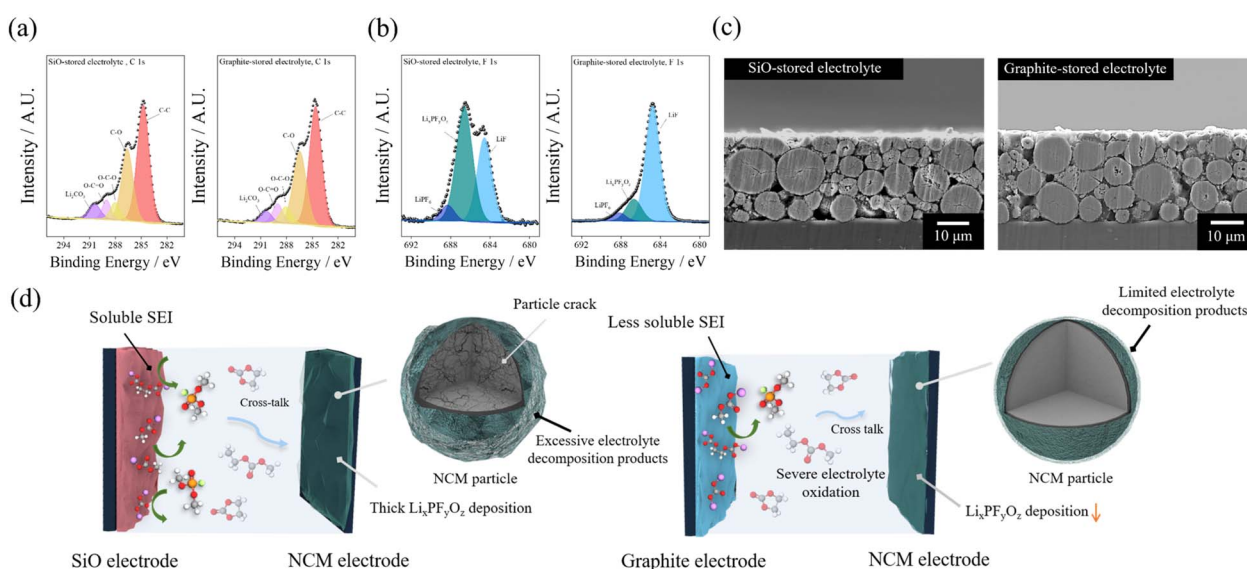 (a)
SiO-stored electrolyte , C 1s
C-C
C-O
O-C-O
O-C=O
Li₂CO₃
Intensity / A.U.
294 291 288 285 282
Binding Energy / eV
Graphite-stored electrolyte, C 1s
C-C
C-O
O-C-O
O-C=O
Li₂CO₃
Intensity / A.U.
294 291 288 285 282
Binding Energy / eV
(b)
SiO-stored electrolyte, F 1s
LiₓPFᵧO_z
LiF
LiPF₆
Intensity / A.U.
692 688 684 680
Binding Energy / eV
Graphite-stored electrolyte, F 1s
LiF
LiₓPFᵧO_z
LiPF₆
Intensity / A.U.
692 688 684 680
Binding Energy / eV
(c)
SiO-stored electrolyte
10 μm
Graphite-stored electrolyte
10 μm
(d)
Soluble SEI
Cross-talk
Particle crack
Excessive electrolyte
decomposition products
NCM particle
Thick LiₓPFᵧO_z deposition
SiO electrode
NCM electrode
Less soluble SEI
Cross talk
Severe electrolyte
oxidation
Limited electrolyte
decomposition products
NCM particle
LiₓPFᵧO_z deposition ↓
Graphite electrode
NCM electrode